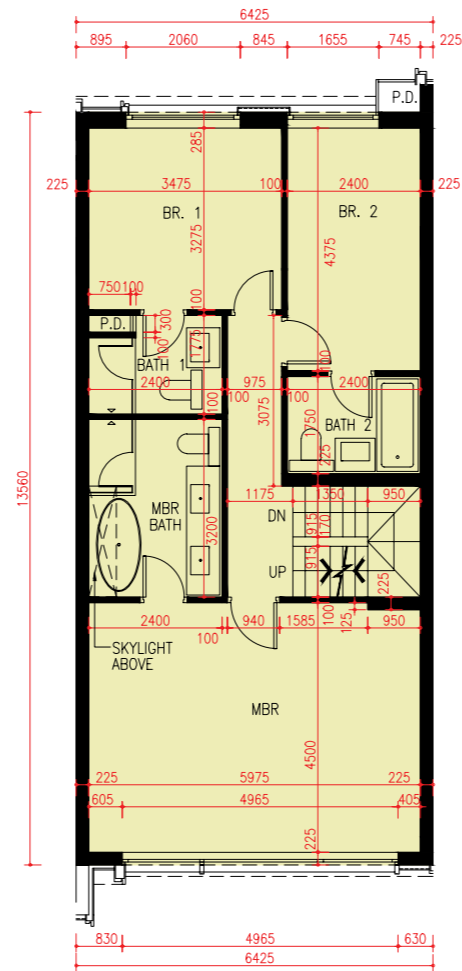 6425
895 2060 845 1655 745 225
P.D.
285
225 3475 100 2400 225
BR. 1 BR. 2
3275 4375
750 100
100 300
P.D.
100 1775
BATH 1
100
2400 975 2400
100 100 100
3075 1750
BATH 2
225
13560
1175 1350 950
MBR
BATH
3200
DN
915 170
915
UP
225
100 125
2400 940 1585 950
100
SKYLIGHT
ABOVE
MBR
4500
225 5975 225
605 4965 405
225
830 4965 630
6425